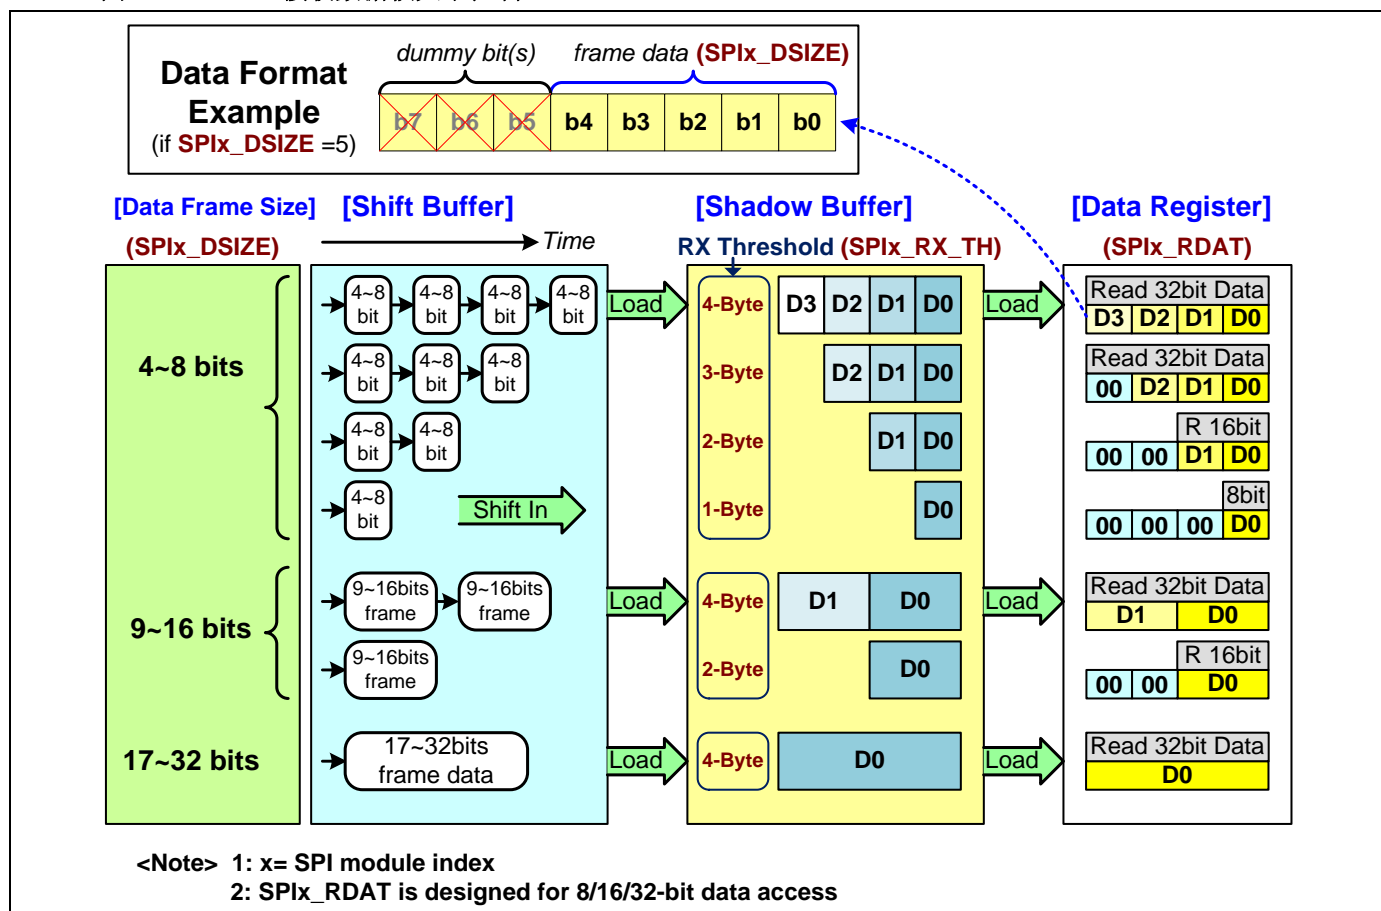 Data Format
Example
(if SPIx_DSIZE =5)
dummy bit(s)
frame data (SPIx_DSIZE)
b7 b6 b5 b4 b3 b2 b1 b0
[Data Frame Size]
(SPIx_DSIZE)
[Shift Buffer]
Time
[Shadow Buffer]
RX Threshold (SPIx_RX_TH)
[Data Register]
(SPIx_RDAT)
4~8 bits
4~8
bit
4~8
bit
4~8
bit
4~8
bit
Load
4-Byte
D3 D2 D1 D0
Load
Read 32bit Data
D3 D2 D1 D0
4~8
bit
4~8
bit
4~8
bit
3-Byte
D2 D1 D0
Read 32bit Data
00 D2 D1 D0
4~8
bit
4~8
bit
2-Byte
D1 D0
R 16bit
00 00 D1 D0
4~8
bit
Shift In
1-Byte
D0
8bit
00 00 00 D0
9~16 bits
9~16bits
frame
9~16bits
frame
Load
4-Byte
D1 D0
Load
Read 32bit Data
D1 D0
9~16bits
frame
2-Byte
D0
R 16bit
00 00 D0
17~32 bits
17~32bits
frame data
Load
4-Byte
D0
Load
Read 32bit Data
D0
<Note> 1: x= SPI module index
2: SPIx_RDAT is designed for 8/16/32-bit data access